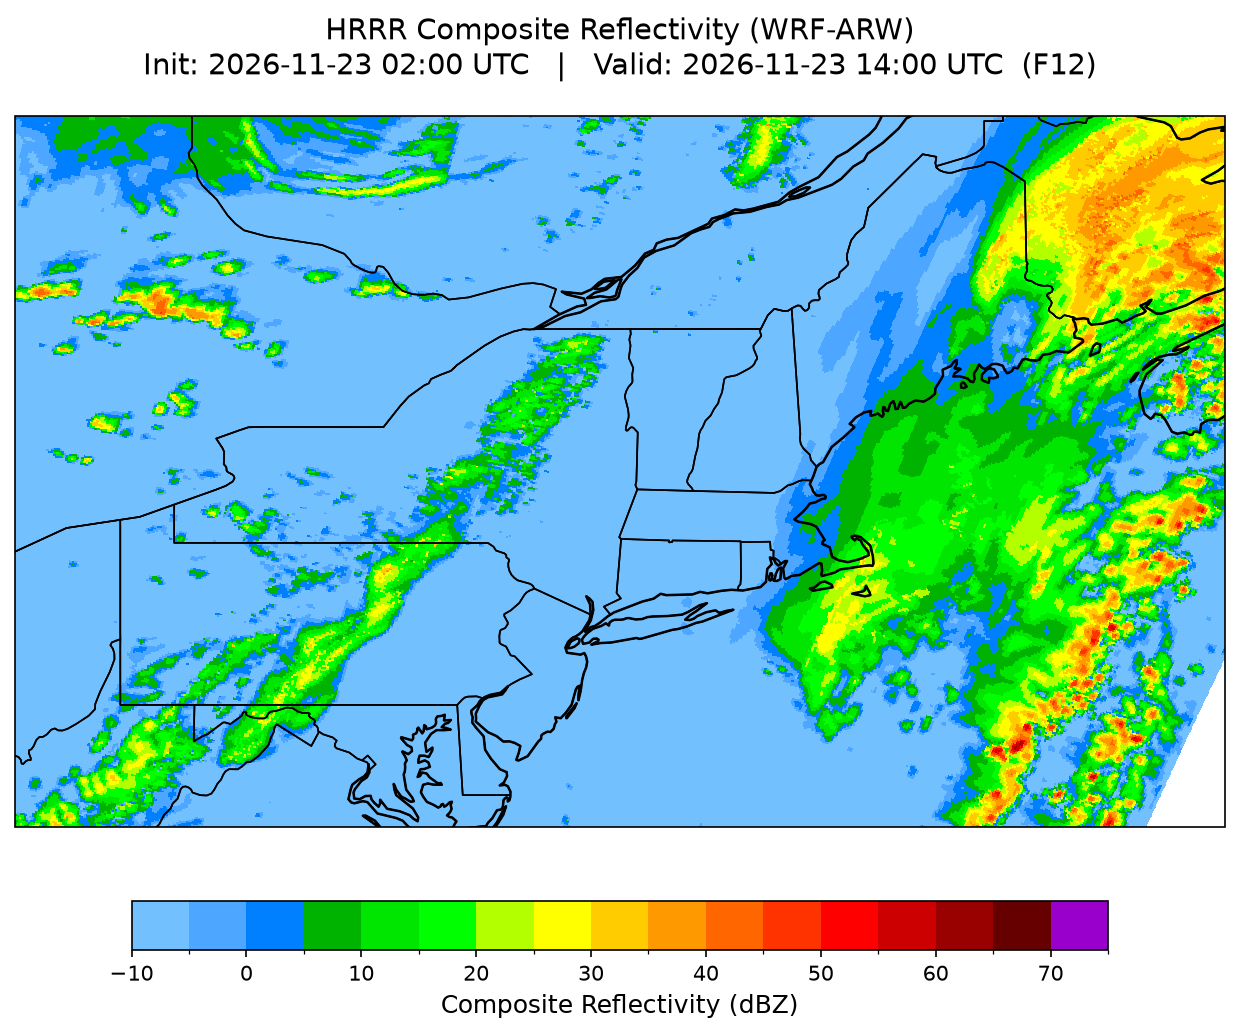 HRRR Composite Reflectivity (WRF-ARW)
Init: 2026-11-23 02:00 UTC   |   Valid: 2026-11-23 14:00 UTC  (F12)
−10 0 10 20 30 40 50 60 70
Composite Reflectivity (dBZ)